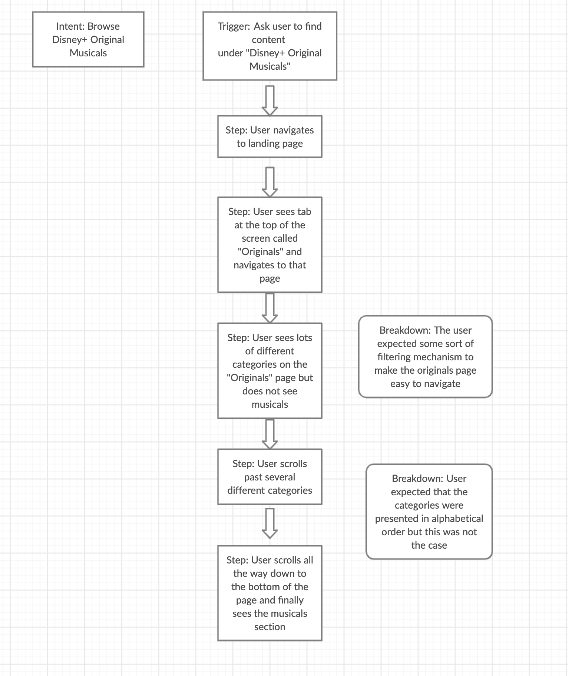 Intent: Browse
Disney+ Original
Musicals
Trigger: Ask user to find
content
under "Disney+ Original
Musicals"
Step: User navigates
to landing page
Step: User sees tab
at the top of the
screen called
"Originals" and
navigates to that
page
Step: User sees lots
of different
categories on the
"Originals" page but
does not see
musicals
Breakdown: The user
expected some sort of
filtering mechanism to
make the originals page
easy to navigate
Step: User scrolls
past several
different categories
Breakdown: User
expected that the
categories were
presented in alphabetical
order but this was not
the case
Step: User scrolls all
the way down to
the bottom of the
page and finally
sees the musicals
section